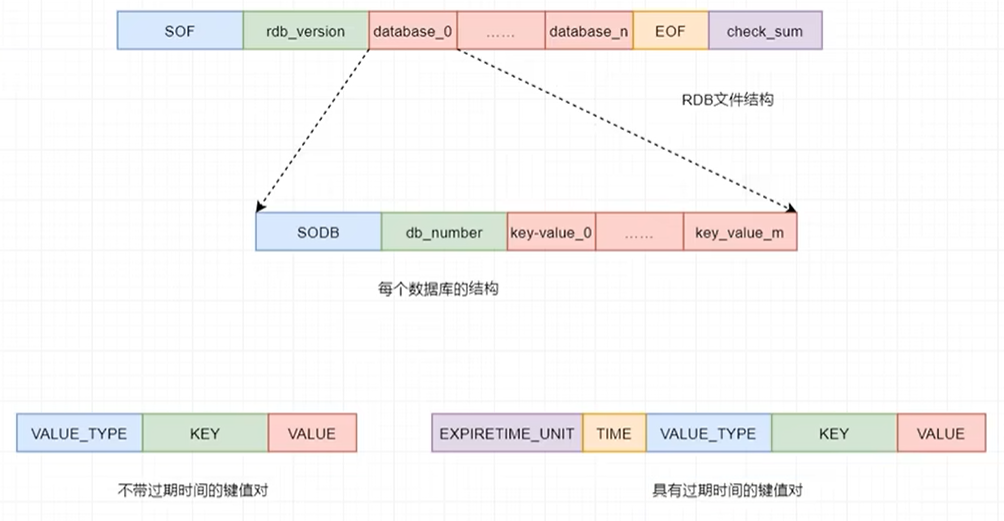 SOF rdb_version database_0 …… database_n EOF check_sum
RDB文件结构
SODB db_number key-value_0 …… key_value_m
每个数据库的结构
VALUE_TYPE KEY VALUE
EXPIRETIME_UNIT TIME VALUE_TYPE KEY VALUE
不带过期时间的键值对
具有过期时间的键值对